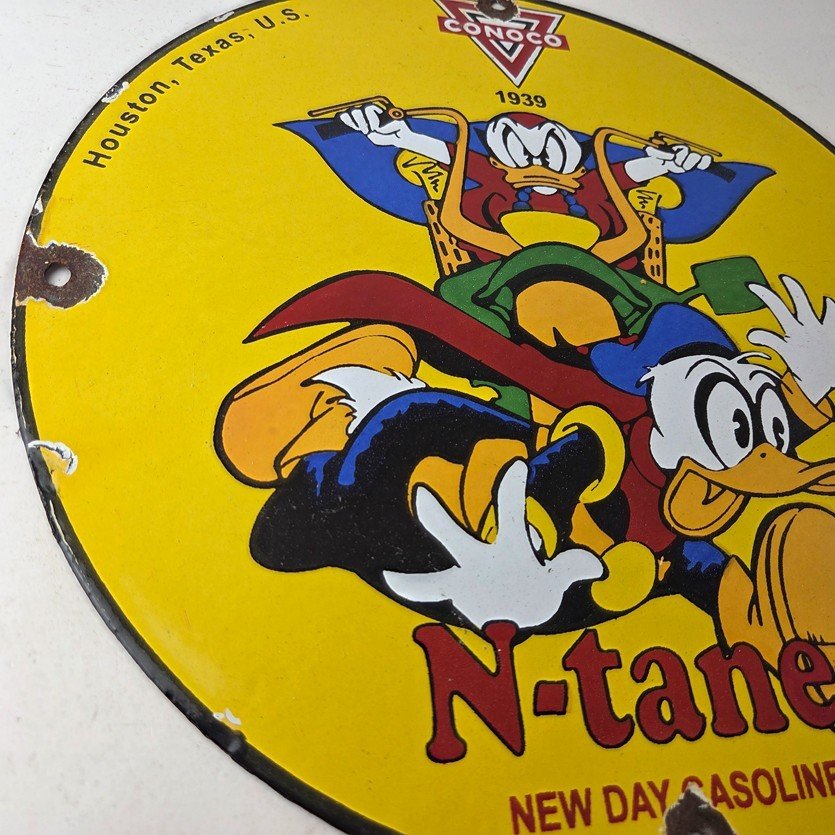 Houston, Texas, U.S.
CONOCO
1939
N-tane
NEW DAY GASOLINE